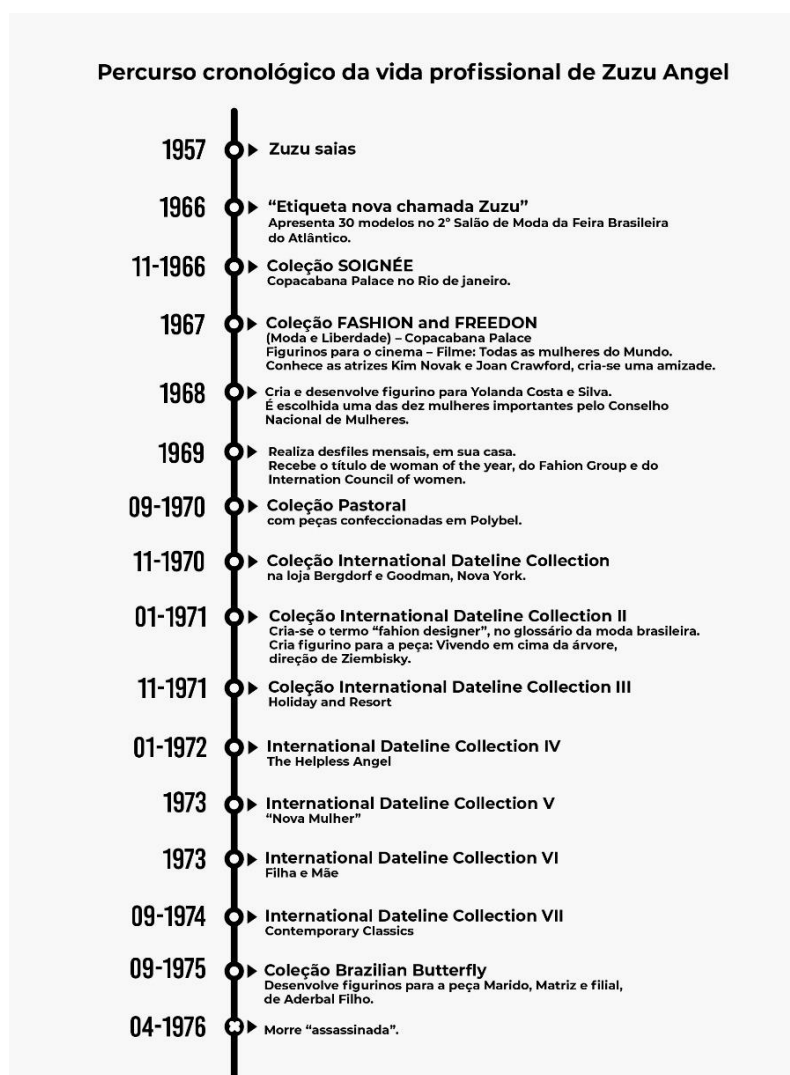 Percurso cronológico da vida profissional de Zuzu Angel
1957
Zuzu saias
1966
“Etiqueta nova chamada Zuzu”
Apresenta 30 modelos no 2º Salão de Moda da Feira Brasileira
do Atlântico.
11-1966
Coleção SOIGNÉE
Copacabana Palace no Rio de janeiro.
1967
Coleção FASHION and FREEDON
(Moda e Liberdade) – Copacabana Palace
Figurinos para o cinema – Filme: Todas as mulheres do Mundo.
Conhece as atrizes Kim Novak e Joan Crawford, cria-se uma amizade.
1968
Cria e desenvolve figurino para Yolanda Costa e Silva.
É escolhida uma das dez mulheres importantes pelo Conselho
Nacional de Mulheres.
1969
Realiza desfiles mensais, em sua casa.
Recebe o título de woman of the year, do Fahion Group e do
Internation Council of women.
09-1970
Coleção Pastoral
com peças confeccionadas em Polybel.
11-1970
Coleção International Dateline Collection
na loja Bergdorf e Goodman, Nova York.
01-1971
Coleção International Dateline Collection II
Cria-se o termo “fahion designer”, no glossário da moda brasileira.
Cria figurino para a peça: Vivendo em cima da árvore,
direção de Ziembisky.
11-1971
Coleção International Dateline Collection III
Holiday and Resort
01-1972
International Dateline Collection IV
The Helpless Angel
1973
International Dateline Collection V
“Nova Mulher”
1973
International Dateline Collection VI
Filha e Mãe
09-1974
International Dateline Collection VII
Contemporary Classics
09-1975
Coleção Brazilian Butterfly
Desenvolve figurinos para a peça Marido, Matriz e filial,
de Aderbal Filho.
04-1976
Morre “assassinada”.